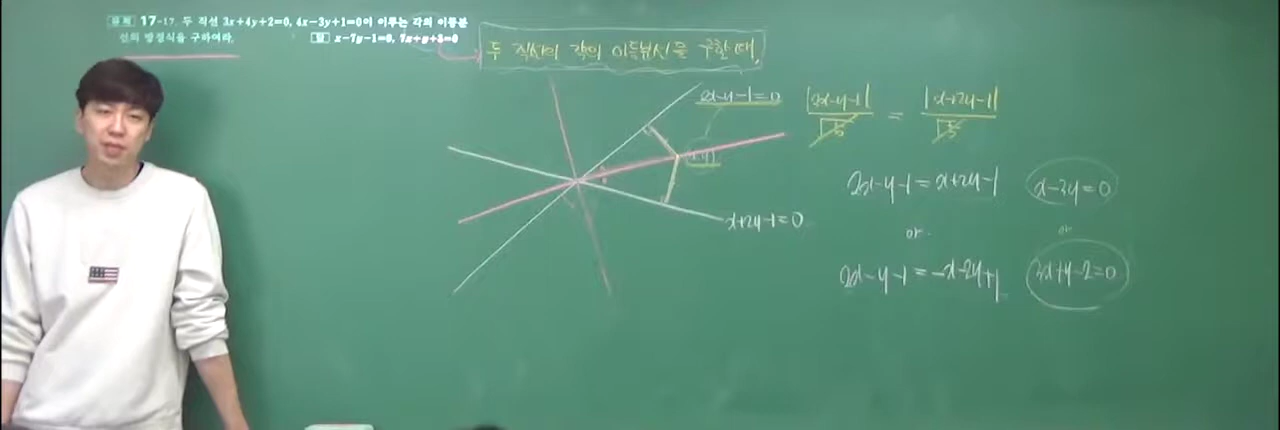 유제 17-17. 두 직선 3x+4y+2=0, 4x-3y+1=0이 이루는 각의 이등분
선의 방정식을 구하여라. 답 x-7y-1=0, 7x+y+3=0
두 직선의 각의 이등분선을 구할 때,
2x-y-1=0
x+2y-1=0
|2x-y-1|/√5 = |x+2y-1|/√5
2x-y-1=x+2y-1 x-3y=0
or or
2x-y-1=-x-2y+1 3x+y-2=0